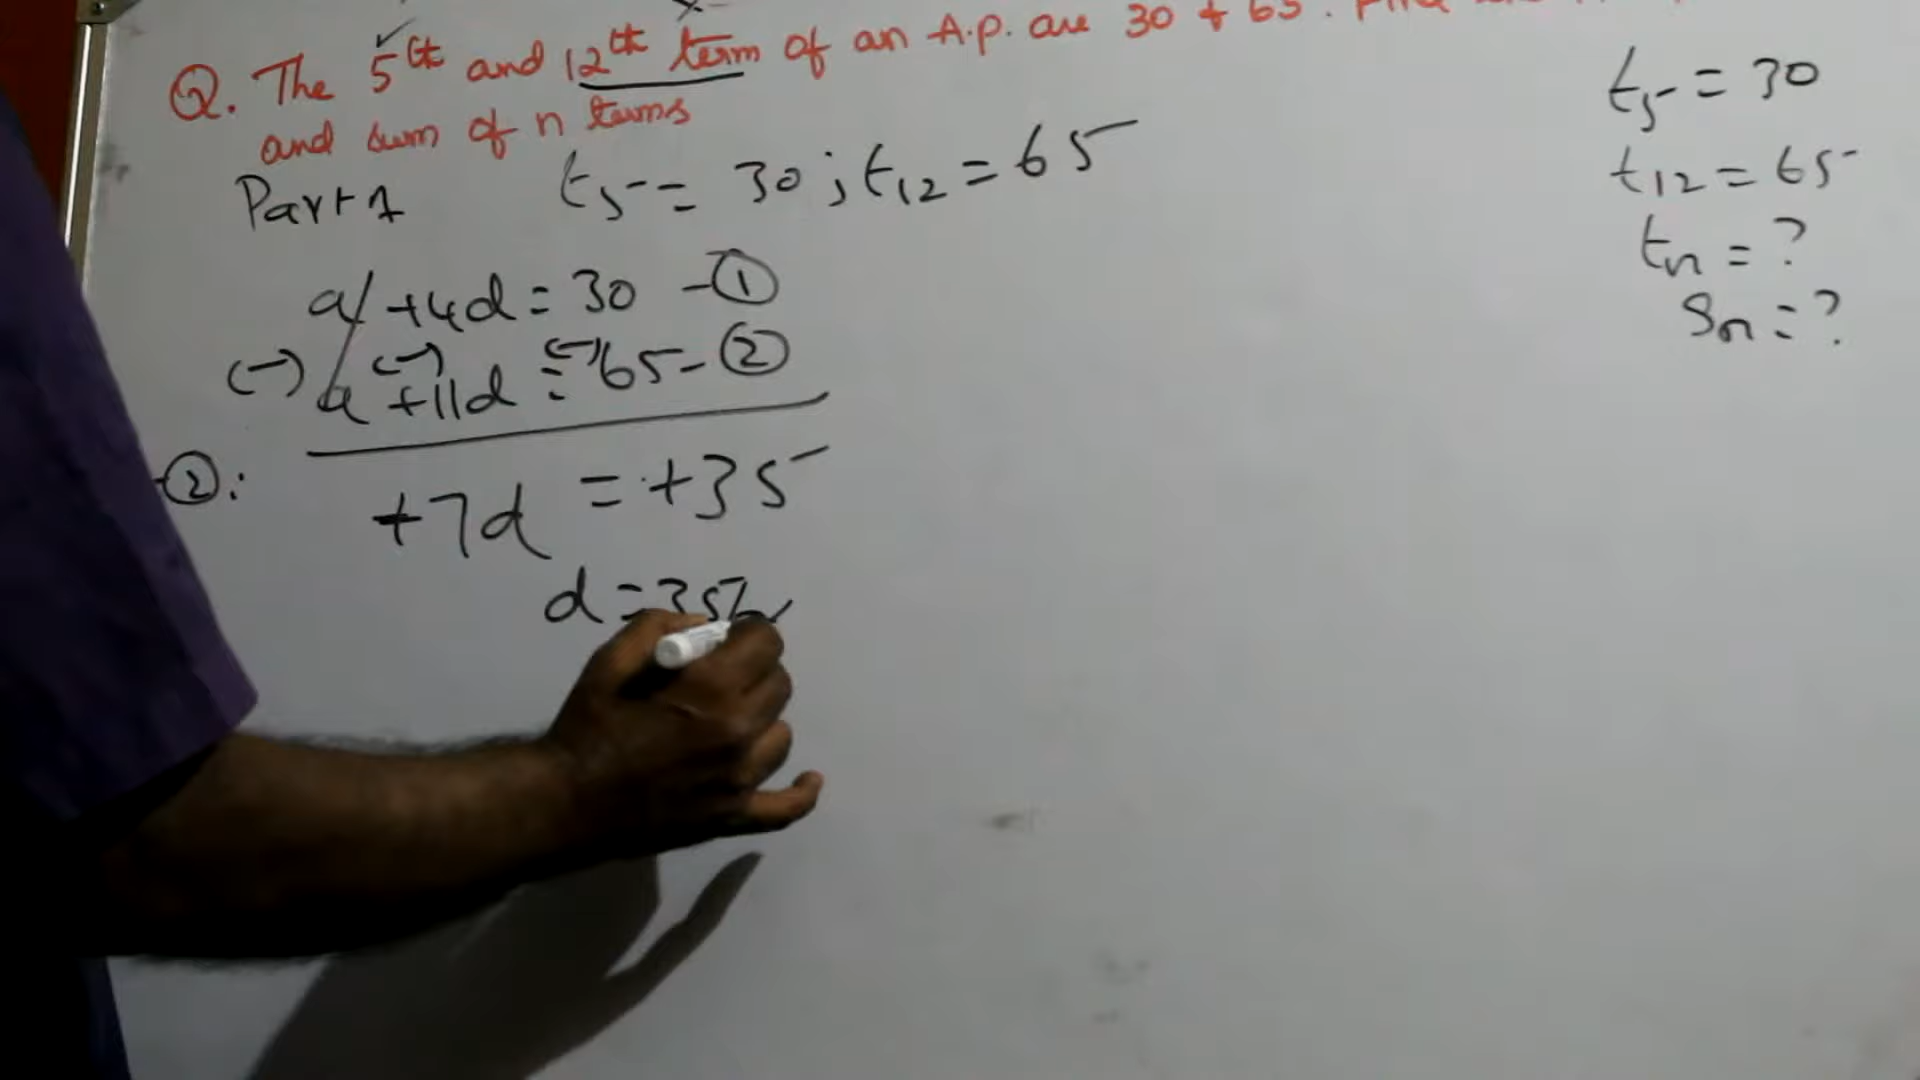 Q. The 5th and 12th term of an A.P. are 30 & 65. Find
and sum of n terms
Part 1 t5 = 30 ; t12 = 65
a + 4d = 30 - ①
(-) a (-) +11d = (-) 65 - ②
②:
+7d = +35
d = 35/
t5 = 30
t12 = 65
tn = ?
Sn = ?